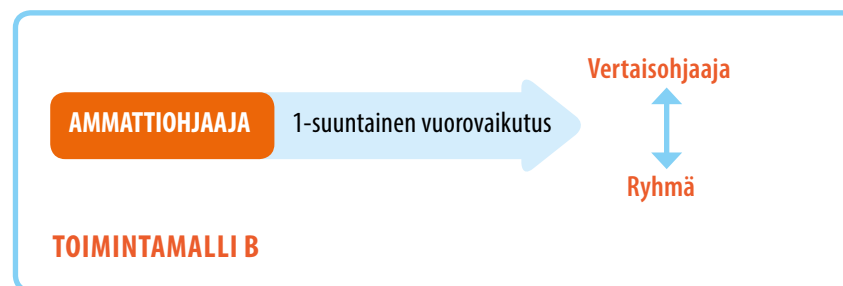 Vertaisohjaaja
AMMATTIOHJAAJA 1-suuntainen vuorovaikutus
Ryhmä
TOIMINTAMALLI B